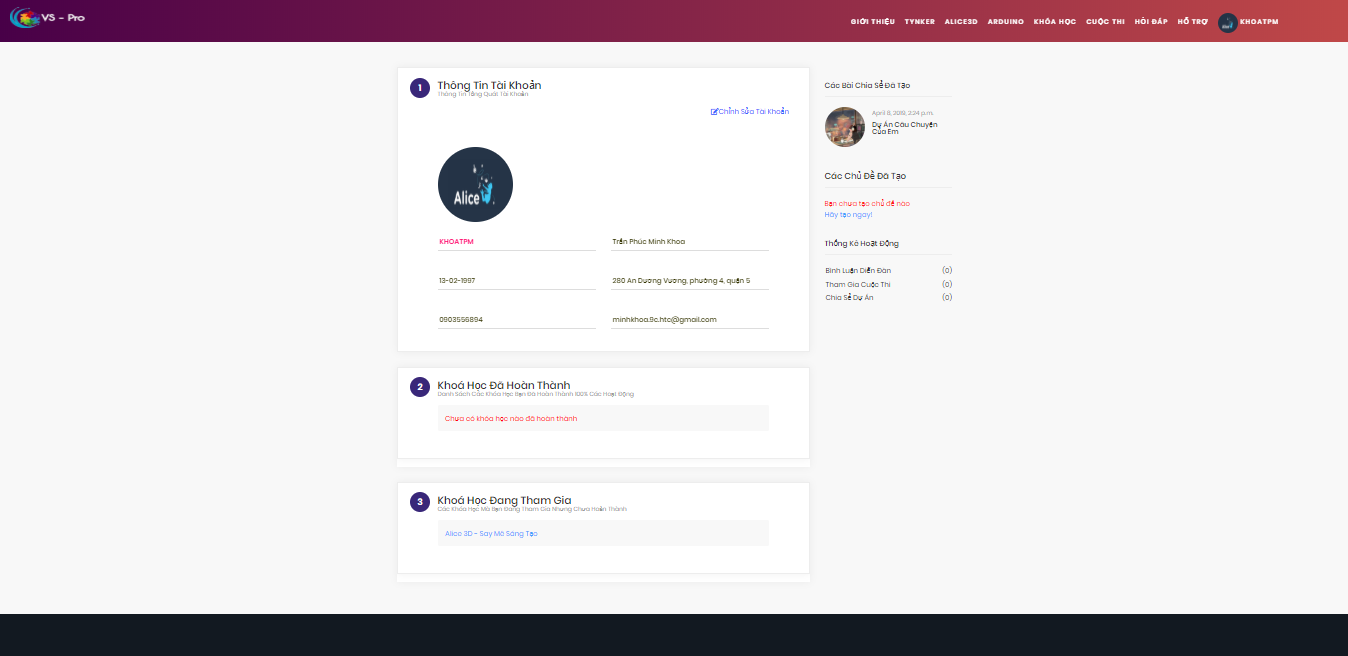 VS - Pro
GIỚI THIỆU TYNKER ALICE3D ARDUINO KHÓA HỌC CUỘC THI HỎI ĐÁP HỖ TRỢ KHOATPM
1 Thông Tin Tài Khoản
Thông Tin Tổng Quát Tài Khoản
Chỉnh Sửa Tài Khoản
Alice
KHOATPM Trần Phúc Minh Khoa
13-02-1997 280 An Dương Vương, phường 4, quận 5
0903556894 minhkhoa.9c.htc@gmail.com
2 Khoá Học Đã Hoàn Thành
Danh Sách Các Khóa Học Bạn Đã Hoàn Thành 100% Các Hoạt Động
Chưa có khóa học nào đã hoàn thành
3 Khoá Học Đang Tham Gia
Các Khóa Học Mà Bạn Đang Tham Gia Nhưng Chưa Hoàn Thành
Alice 3D - Say Mê Sáng Tạo
Các Bài Chia Sẻ Đã Tạo
April 8, 2019, 2:24 p.m.
Dự Án Câu Chuyện
Của Em
Các Chủ Đề Đã Tạo
Bạn chưa tạo chủ đề nào
Hãy tạo ngay!
Thống Kê Hoạt Động
Bình Luận Diễn Đàn (0)
Tham Gia Cuộc Thi (0)
Chia Sẻ Dự Án (0)